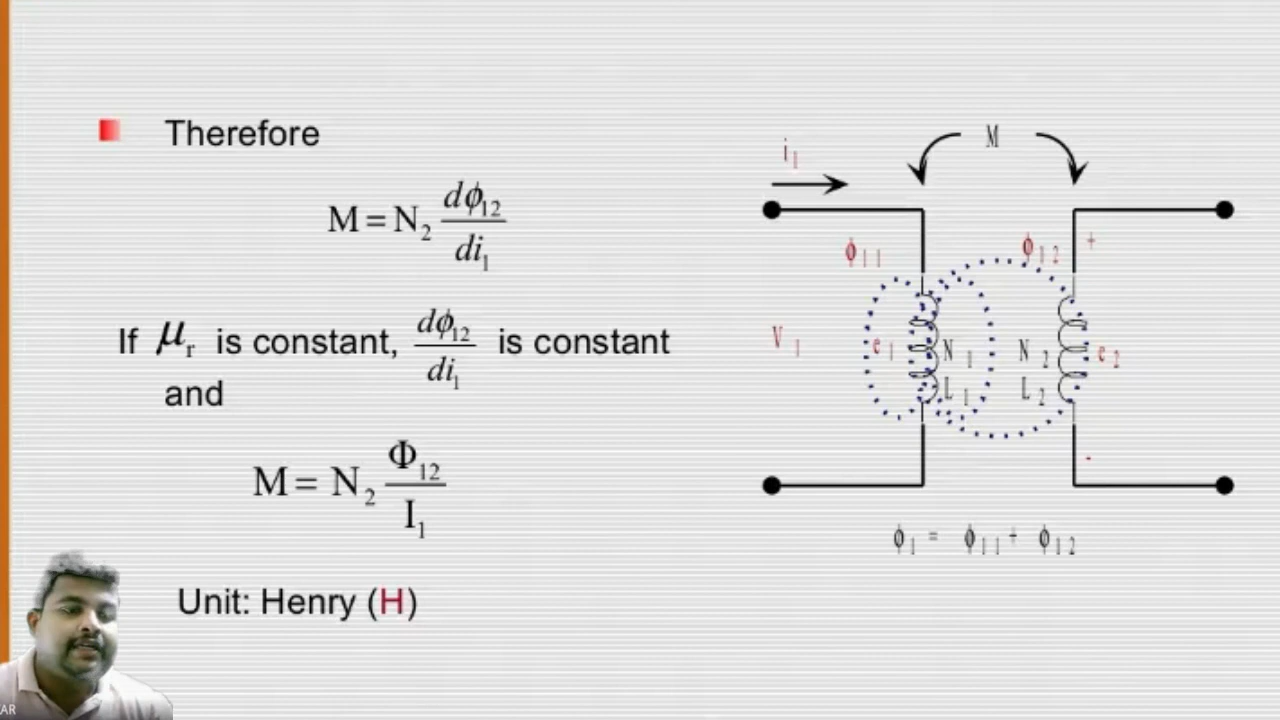 Therefore
M = N₂ dϕ₁₂/di₁
If μᵣ is constant, dϕ₁₂/di₁ is constant
and
M = N₂ Φ₁₂/I₁
Unit: Henry (H)
M
i₁
ϕ₁₁ ϕ₁₂ +
V₁ e₁ N₁ N₂ e₂
L₁ L₂
-
ϕ₁ = ϕ₁₁ + ϕ₁₂
AR